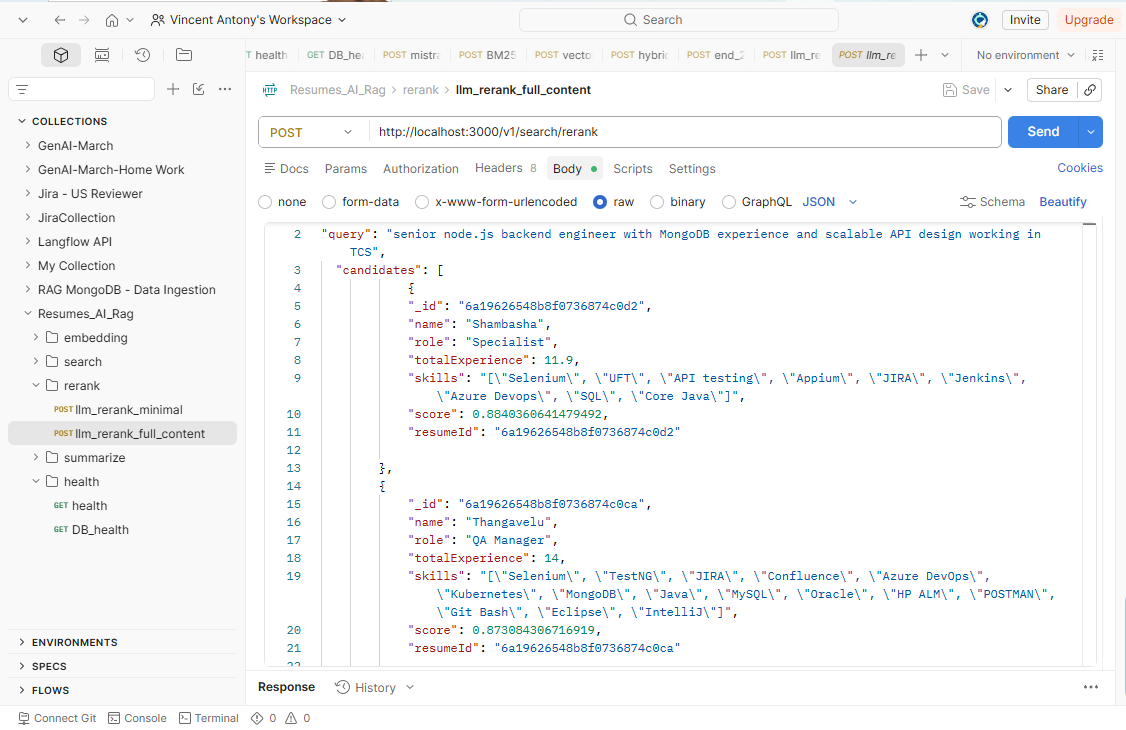 Vincent Antony's Workspace
Search
Invite
Upgrade
T health
GET DB_hea
POST mistra
POST BM25
POST vecto
POST hybric
POST end_2
POST llm_re
POST llm_re
No environment
Resumes_AI_Rag > rerank > llm_rerank_full_content
Save
Share
COLLECTIONS
GenAI-March
GenAI-March-Home Work
Jira - US Reviewer
JiraCollection
Langflow API
My Collection
RAG MongoDB - Data Ingestion
Resumes_AI_Rag
embedding
search
rerank
POST llm_rerank_minimal
POST llm_rerank_full_content
summarize
health
GET health
GET DB_health
ENVIRONMENTS
SPECS
FLOWS
HTTP
POST
http://localhost:3000/v1/search/rerank
Send
Docs
Params
Authorization
Headers 8
Body
Scripts
Settings
Cookies
none
form-data
x-www-form-urlencoded
raw
binary
GraphQL
JSON
Schema
Beautify
2 "query": "senior node.js backend engineer with MongoDB experience and scalable API design working in
TCS",
3 "candidates": [
4 {
5 "_id": "6a19626548b8f0736874c0d2",
6 "name": "Shambasha",
7 "role": "Specialist",
8 "totalExperience": 11.9,
9 "skills": "[\"Selenium\", \"UFT\", \"API testing\", \"Appium\", \"JIRA\", \"Jenkins\",
\"Azure Devops\", \"SQL\", \"Core Java\"]",
10 "score": 0.8840360641479492,
11 "resumeId": "6a19626548b8f0736874c0d2"
12
13 },
14 {
15 "_id": "6a19626548b8f0736874c0ca",
16 "name": "Thangavelu",
17 "role": "QA Manager",
18 "totalExperience": 14,
19 "skills": "[\"Selenium\", \"TestNG\", \"JIRA\", \"Confluence\", \"Azure DevOps\",
\"Kubernetes\", \"MongoDB\", \"Java\", \"MySQL\", \"Oracle\", \"HP ALM\", \"POSTMAN\",
\"Git Bash\", \"Eclipse\", \"IntelliJ\"]",
20 "score": 0.873084306716919,
21 "resumeId": "6a19626548b8f0736874c0ca"
22
Response
History
Connect Git
Console
Terminal
0
0